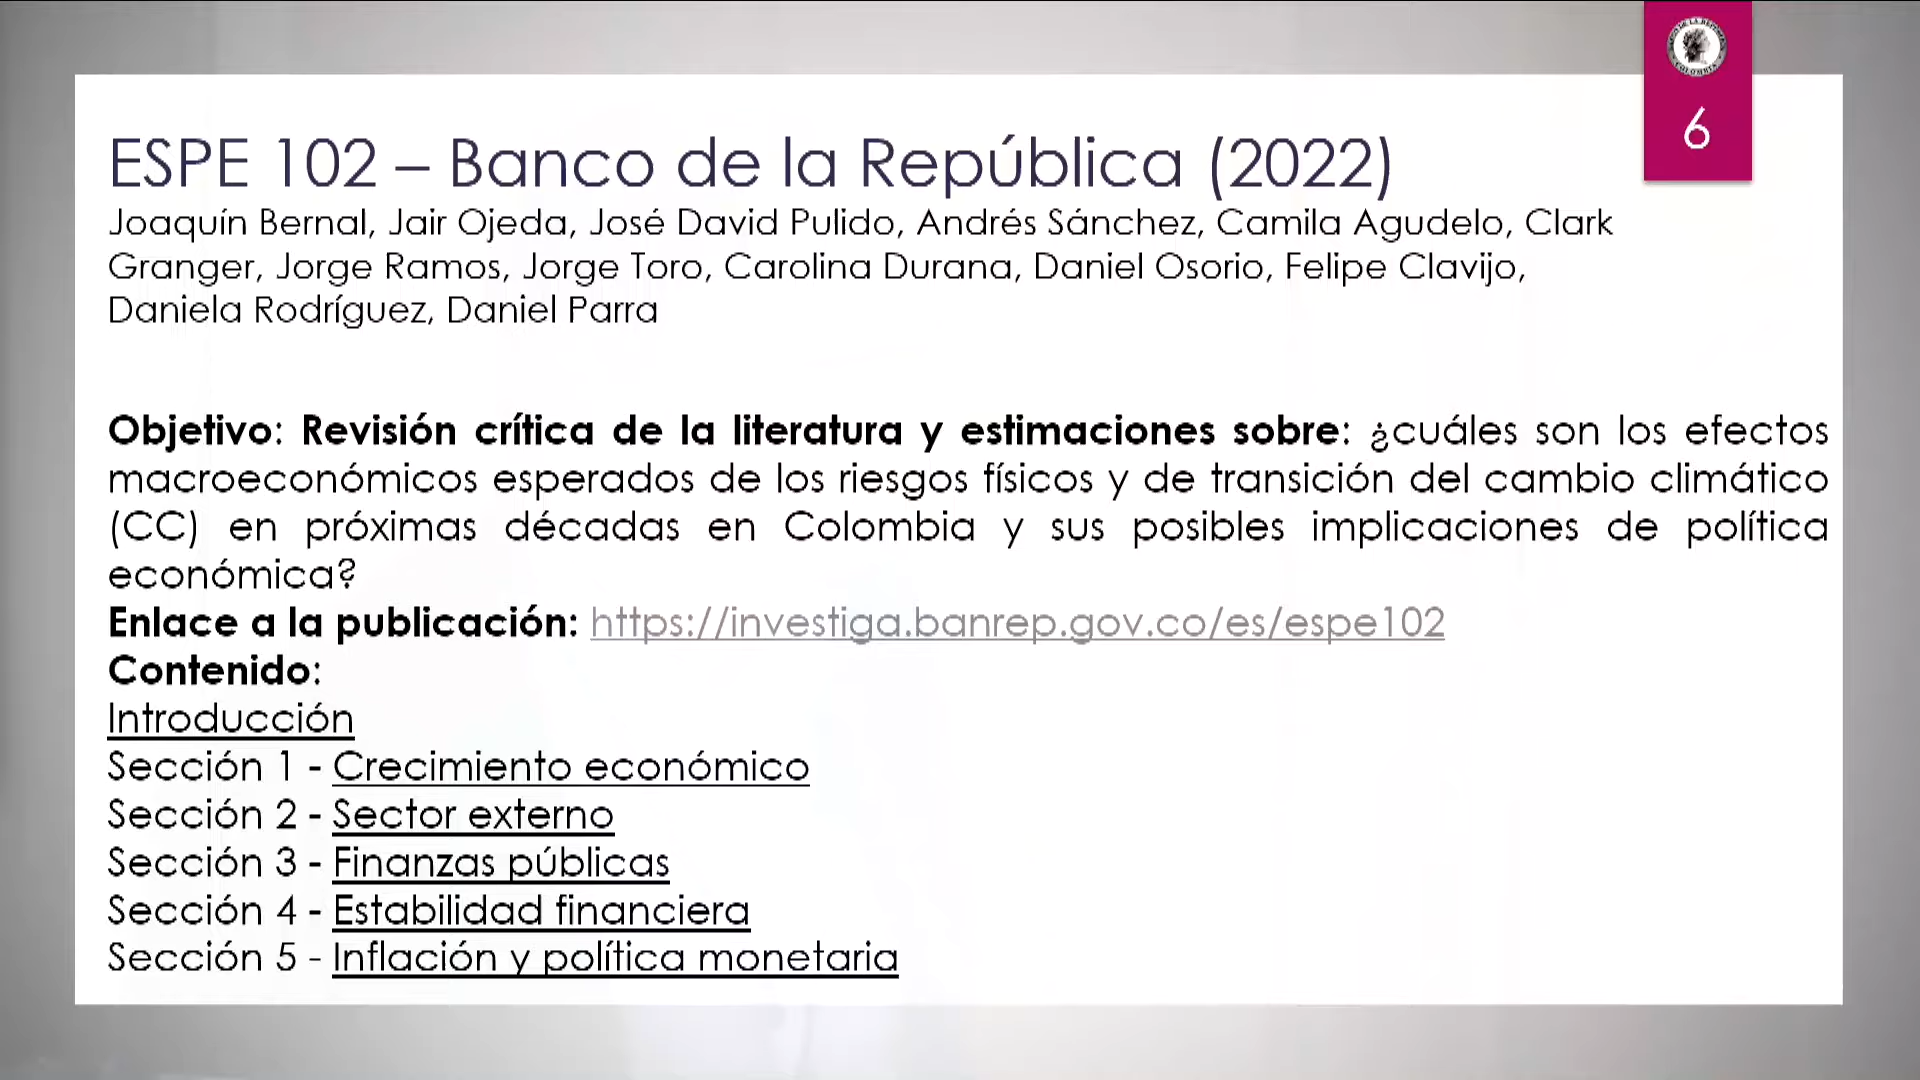 6
ESPE 102 – Banco de la República (2022)
Joaquín Bernal, Jair Ojeda, José David Pulido, Andrés Sánchez, Camila Agudelo, Clark
Granger, Jorge Ramos, Jorge Toro, Carolina Durana, Daniel Osorio, Felipe Clavijo,
Daniela Rodríguez, Daniel Parra
Objetivo: Revisión crítica de la literatura y estimaciones sobre: ¿cuáles son los efectos
macroeconómicos esperados de los riesgos físicos y de transición del cambio climático
(CC) en próximas décadas en Colombia y sus posibles implicaciones de política
económica?
Enlace a la publicación: https://investiga.banrep.gov.co/es/espe102
Contenido:
Introducción
Sección 1 - Crecimiento económico
Sección 2 - Sector externo
Sección 3 - Finanzas públicas
Sección 4 - Estabilidad financiera
Sección 5 - Inflación y política monetaria